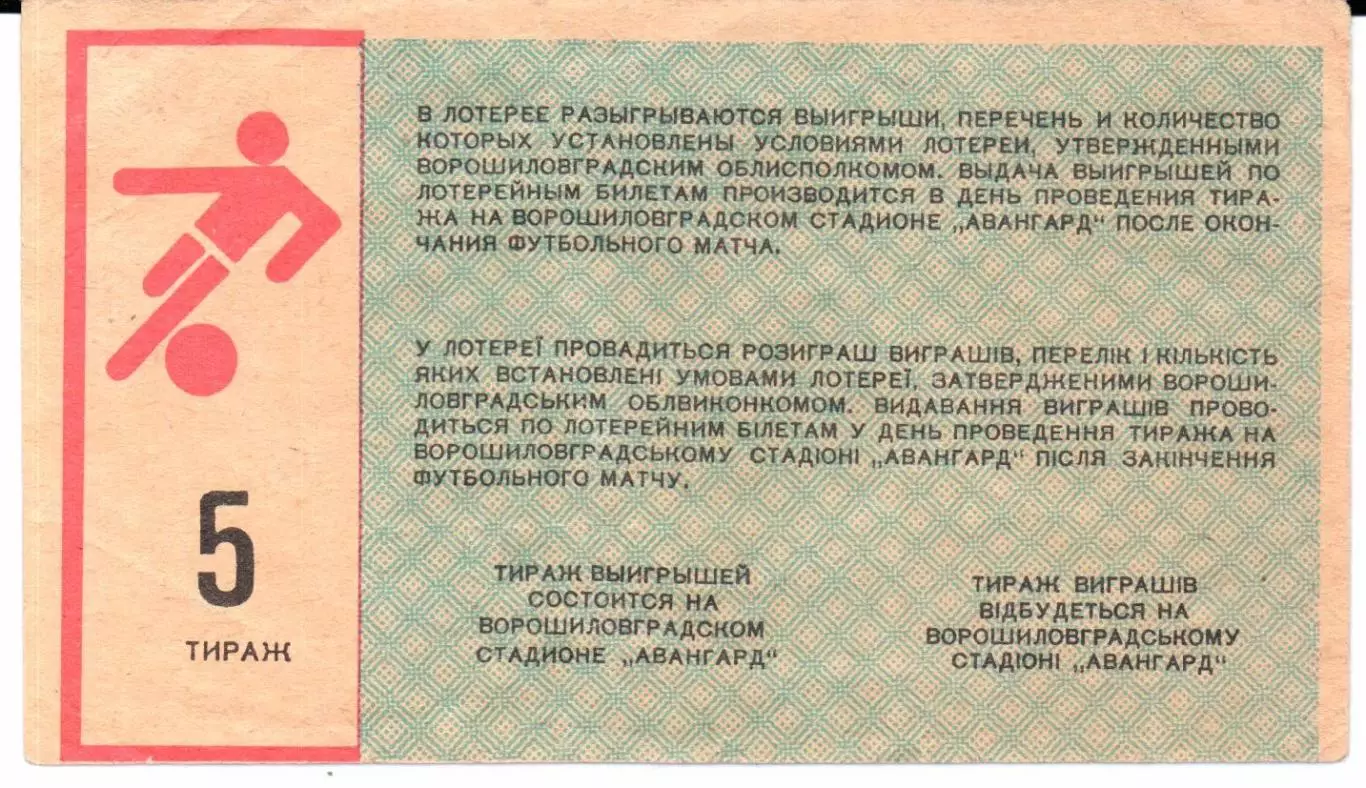 В ЛОТЕРЕЕ РАЗЫГРЫВАЮТСЯ ВЫИГРЫШИ, ПЕРЕЧЕНЬ И КОЛИЧЕСТВО
КОТОРЫХ УСТАНОВЛЕНЫ УСЛОВИЯМИ ЛОТЕРЕИ, УТВЕРЖДЕННЫМИ
ВОРОШИЛОВГРАДСКИМ ОБЛИСПОЛКОМОМ. ВЫДАЧА ВЫИГРЫШЕЙ ПО
ЛОТЕРЕЙНЫМ БИЛЕТАМ ПРОИЗВОДИТСЯ В ДЕНЬ ПРОВЕДЕНИЯ ТИРА-
ЖА НА ВОРОШИЛОВГРАДСКОМ СТАДИОНЕ „АВАНГАРД" ПОСЛЕ ОКОН-
ЧАНИЯ ФУТБОЛЬНОГО МАТЧА.
У ЛОТЕРЕЇ ПРОВАДИТЬСЯ РОЗИГРАШ ВИГРАШІВ, ПЕРЕЛІК І КІЛЬКІСТЬ
ЯКИХ ВСТАНОВЛЕНІ УМОВАМИ ЛОТЕРЕЇ, ЗАТВЕРДЖЕНИМИ ВОРОШИ-
ЛОВГРАДСЬКИМ ОБЛВИКОНКОМОМ. ВИДАВАННЯ ВИГРАШІВ ПРОВО-
ДИТЬСЯ ПО ЛОТЕРЕЙНИМ БІЛЕТАМ У ДЕНЬ ПРОВЕДЕННЯ ТИРАЖА НА
ВОРОШИЛОВГРАДСЬКОМУ СТАДІОНІ „АВАНГАРД" ПІСЛЯ ЗАКІНЧЕННЯ
ФУТБОЛЬНОГО МАТЧУ.
5
ТИРАЖ
ТИРАЖ ВЫИГРЫШЕЙ
СОСТОИТСЯ НА
ВОРОШИЛОВГРАДСКОМ
СТАДИОНЕ „АВАНГАРД"
ТИРАЖ ВИГРАШІВ
ВІДБУДЕТЬСЯ НА
ВОРОШИЛОВГРАДСЬКОМУ
СТАДІОНІ „АВАНГАРД"